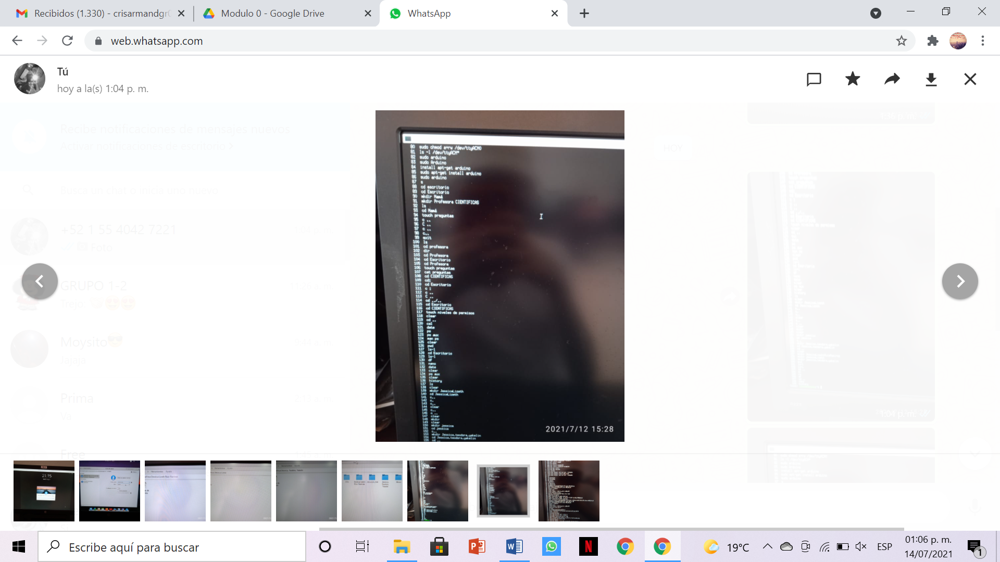 Recibidos (1.330) - crisarmandgr
Modulo 0 - Google Drive
WhatsApp
web.whatsapp.com
Tú
hoy a la(s) 1:04 p. m.
Recibe notificaciones de mensajes nuevos
Activar notificaciones de escritorio
HOY
Busca un chat o inicia uno nuevo
+52 1 55 4042 7221
1:04 p. m.
Foto
GRUPO 1-2
Trejo
Moysito
Jajaja
Prima
Va
Free
80 sudo chmod a+rw /dev/ttyACM0
81 ls -l /dev/ttyACM*
82 sudo arduino
83 sudo Arduino
84 install apt-get arduino
85 sudo apt-get install arduino
86 sudo arduino
87 s
88 cd escritorio
89 cd Escritorio
90 mkdir Mamá
91 mkdir Profesora CIENTIFICAS
92 ls
93 cd Mamá
94 touch preguntas
95 c ..
96 C ..
97 c ..
98 c..
99 exit
100 ls
101 cd profesora
102 dir
103 cd Profesora
104 cd Escritorio
105 cd Profesora
106 touch preguntas
107 cat preguntas
108 cd CIENTIFICAS
109 cd:
110 cd Escritorio
111 c :
112 c ..
113 C ..
114 cd ../..
115 cd Escritorio
116 cd CIENTIFICAS
117 touch niveles de permisos
118 clear
119 cd ..
120 cal
121 date
122 ps
123 ps aux
124 man ps
125 clear
126 pwd
127 ls-l
128 cd Escritorio
129 ls-l
130 df
131 nano
132 date
133 clear
134 ps aux
135 clear
136 history
137 ls
138 clear
139 mkdir JessicaLizeth
140 cd JessicaLizeth
141 c..
142 c.
143 c..
144 clear
145 c..
146 c ..
147 clear
148 mkdir
149 clear
150 mkdir jessica
151 cd jessica
152 c..
153 mkdir Jessica.teodora.yakelin
154 cd Jessica.teodora.yakelin
155 cd ..
2021/7/12 15:28
1:04 p. m.
21:15
Escribe aquí para buscar
19°C
ESP
01:06 p. m.
14/07/2021
1